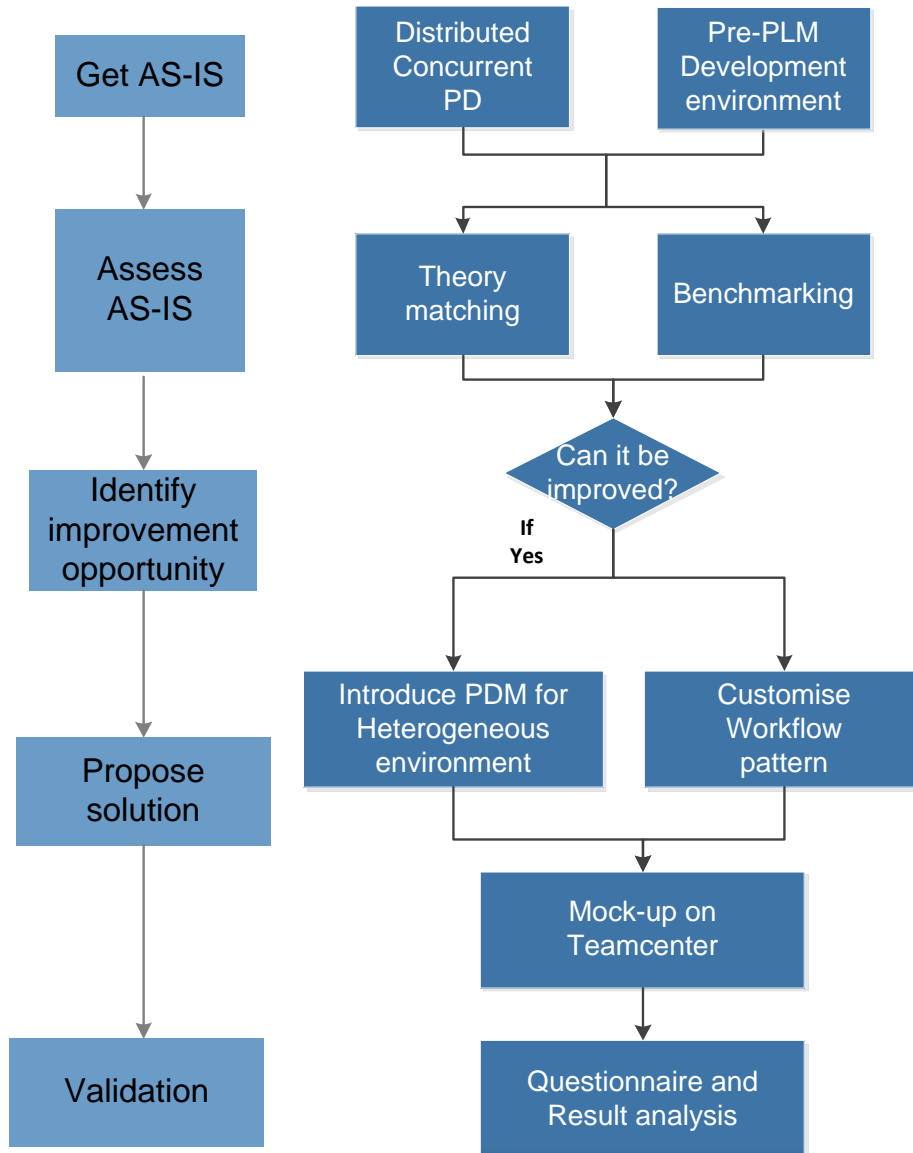 Get AS-IS
Distributed
Concurrent
PD
Pre-PLM
Development
environment
Assess
AS-IS
Theory
matching
Benchmarking
Can it be
improved?
If
Yes
Identify
improvement
opportunity
Introduce PDM for
Heterogeneous
environment
Customise
Workflow
pattern
Propose
solution
Mock-up on
Teamcenter
Validation
Questionnaire and
Result analysis